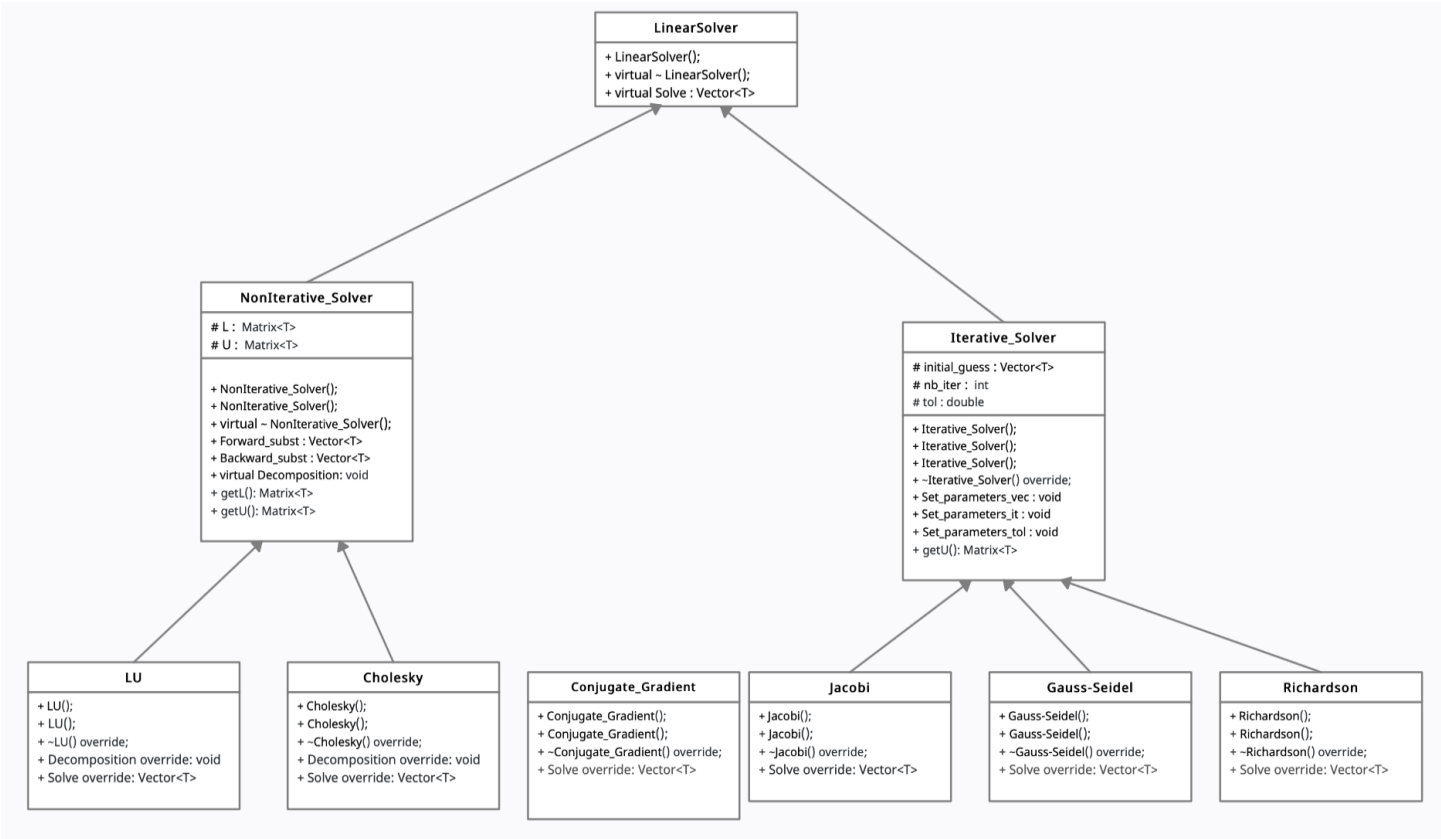 LinearSolver
+ LinearSolver();
+ virtual ~ LinearSolver();
+ virtual Solve : Vector<T>
NonIterative_Solver
# L : Matrix<T>
# U : Matrix<T>
+ NonIterative_Solver();
+ NonIterative_Solver();
+ virtual ~ NonIterative_Solver();
+ Forward_subst : Vector<T>
+ Backward_subst : Vector<T>
+ virtual Decomposition: void
+ getL(): Matrix<T>
+ getU(): Matrix<T>
Iterative_Solver
# initial_guess : Vector<T>
# nb_iter : int
# tol : double
+ Iterative_Solver();
+ Iterative_Solver();
+ Iterative_Solver();
+ ~Iterative_Solver() override;
+ Set_parameters_vec : void
+ Set_parameters_it : void
+ Set_parameters_tol : void
+ getU(): Matrix<T>
LU
+ LU();
+ LU();
+ ~LU() override;
+ Decomposition override: void
+ Solve override: Vector<T>
Cholesky
+ Cholesky();
+ Cholesky();
+ ~Cholesky() override;
+ Decomposition override: void
+ Solve override: Vector<T>
Conjugate_Gradient
+ Conjugate_Gradient();
+ Conjugate_Gradient();
+ ~Conjugate_Gradient() override;
+ Solve override: Vector<T>
Jacobi
+ Jacobi();
+ Jacobi();
+ ~Jacobi() override;
+ Solve override: Vector<T>
Gauss-Seidel
+ Gauss-Seidel();
+ Gauss-Seidel();
+ ~Gauss-Seidel() override;
+ Solve override: Vector<T>
Richardson
+ Richardson();
+ Richardson();
+ ~Richardson() override;
+ Solve override: Vector<T>